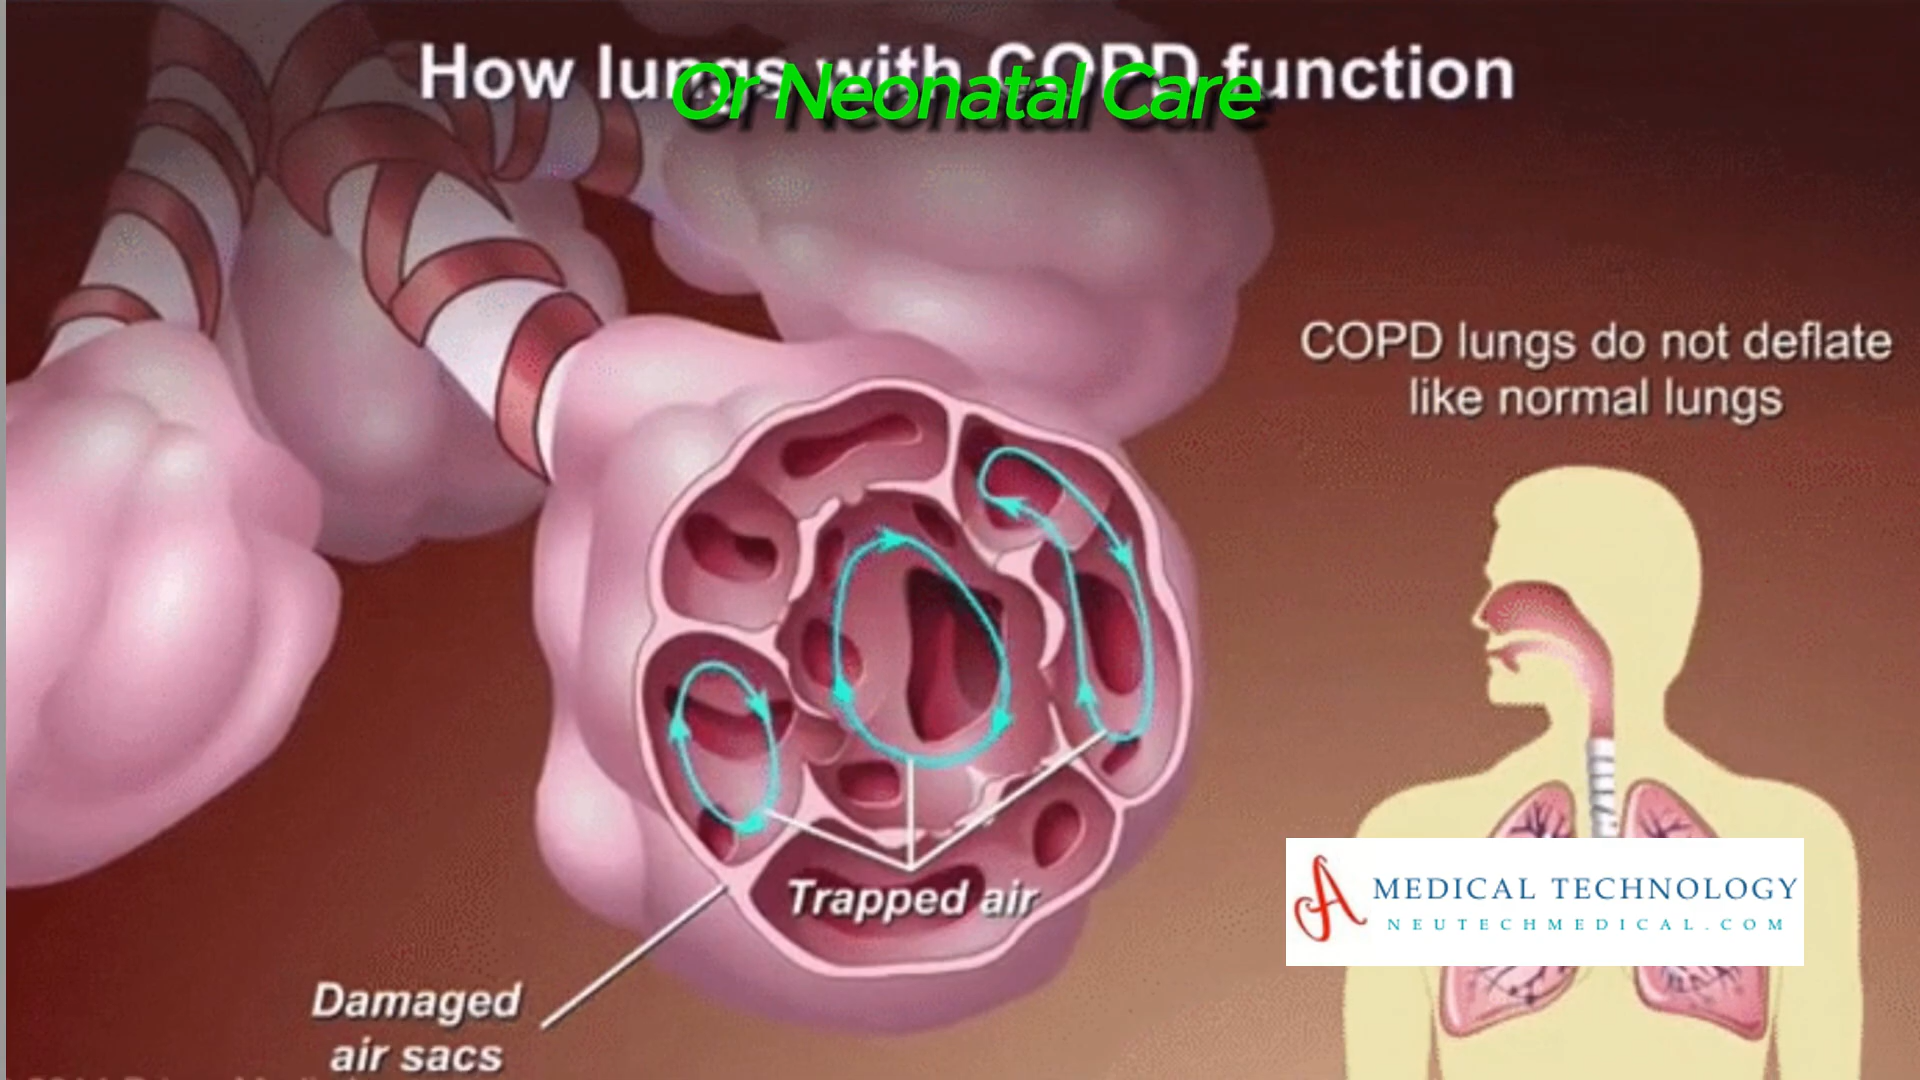 How lungs with COPD function
Or Neonatal Care
COPD lungs do not deflate
like normal lungs
Trapped air
A MEDICAL TECHNOLOGY
NEUTECHMEDICAL.COM
Damaged
air sacs